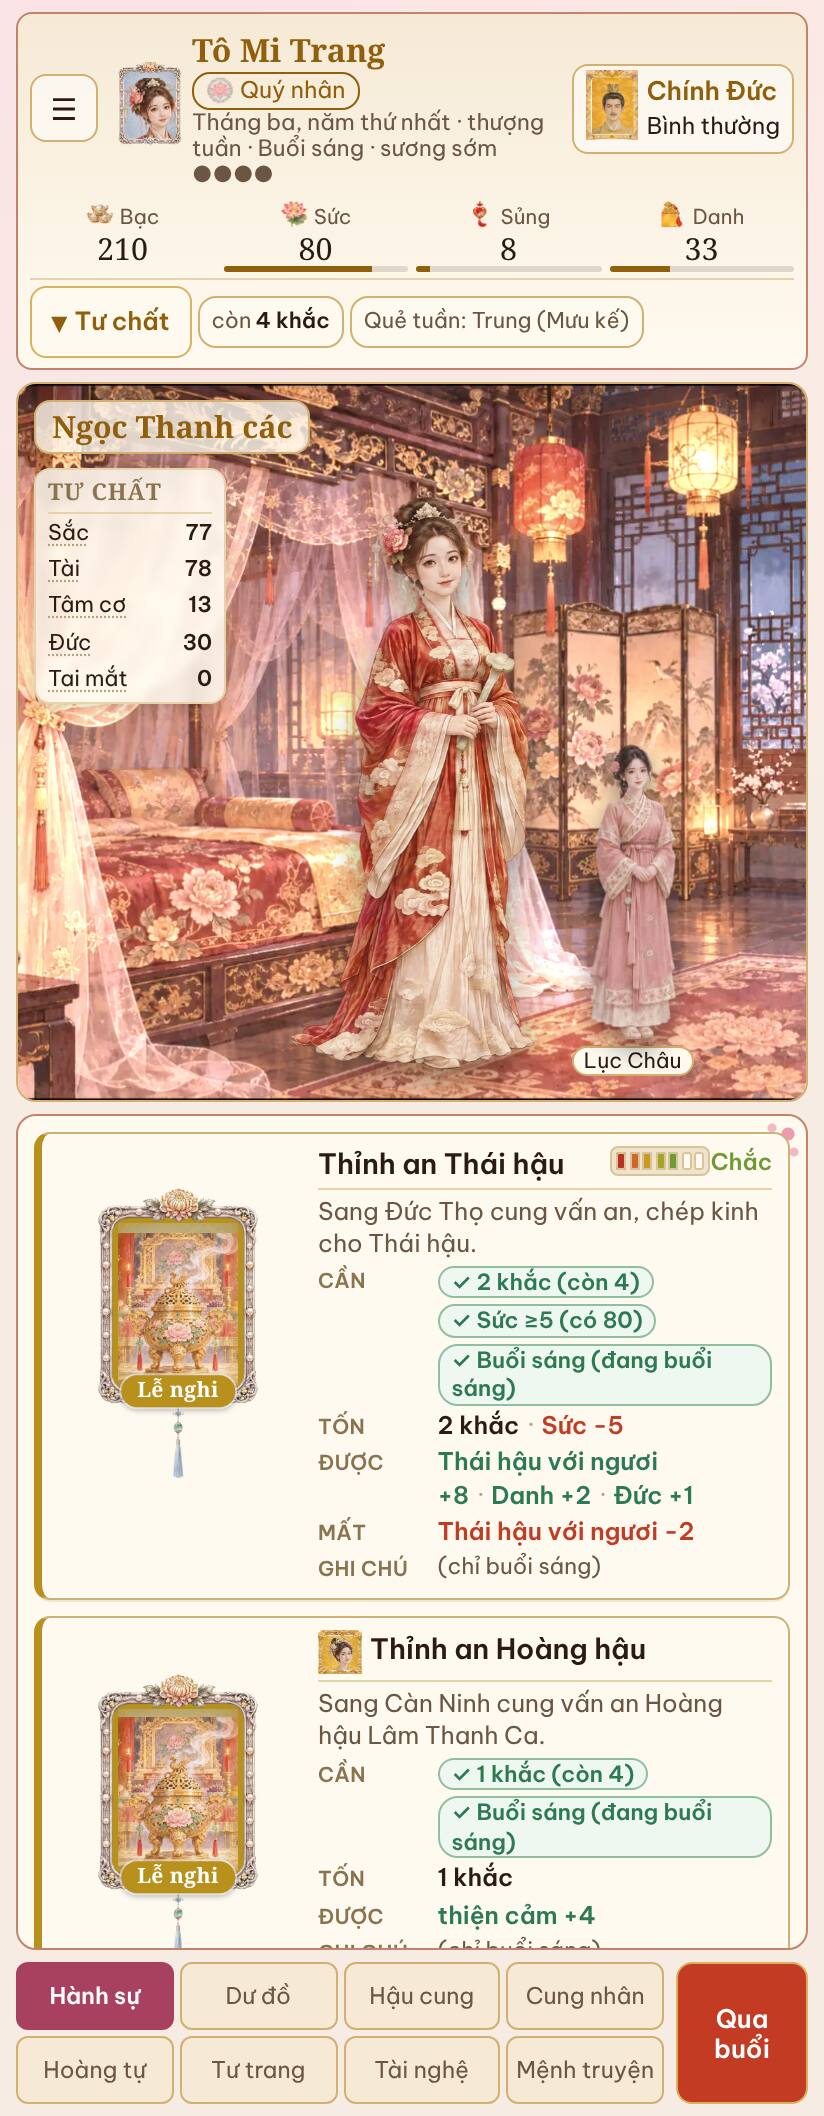 ☰
Tô Mi Trang
Quý nhân
Tháng ba, năm thứ nhất · thượng
tuần · Buổi sáng · sương sớm
Chính Đức
Bình thường
Bạc
210
Sức
80
Sủng
8
Danh
33
▼ Tư chất
còn 4 khắc
Quẻ tuần: Trung (Mưu kế)
Ngọc Thanh các
TƯ CHẤT
Sắc 77
Tài 78
Tâm cơ 13
Đức 30
Tai mắt 0
Lục Châu
Thỉnh an Thái hậu
Chắc
Sang Đức Thọ cung vấn an, chép kinh
cho Thái hậu.
CẦN
✓ 2 khắc (còn 4)
✓ Sức ≥5 (có 80)
✓ Buổi sáng (đang buổi
sáng)
TỐN 2 khắc · Sức -5
ĐƯỢC Thái hậu với ngươi
+8 · Danh +2 · Đức +1
MẤT Thái hậu với ngươi -2
GHI CHÚ (chỉ buổi sáng)
Lễ nghi
Thỉnh an Hoàng hậu
Sang Càn Ninh cung vấn an Hoàng
hậu Lâm Thanh Ca.
CẦN
✓ 1 khắc (còn 4)
✓ Buổi sáng (đang buổi
sáng)
TỐN 1 khắc
ĐƯỢC thiện cảm +4
GHI CHÚ (chỉ buổi sáng)
Lễ nghi
Hành sự
Dư đồ
Hậu cung
Cung nhân
Qua
buổi
Hoàng tự
Tư trang
Tài nghệ
Mệnh truyện